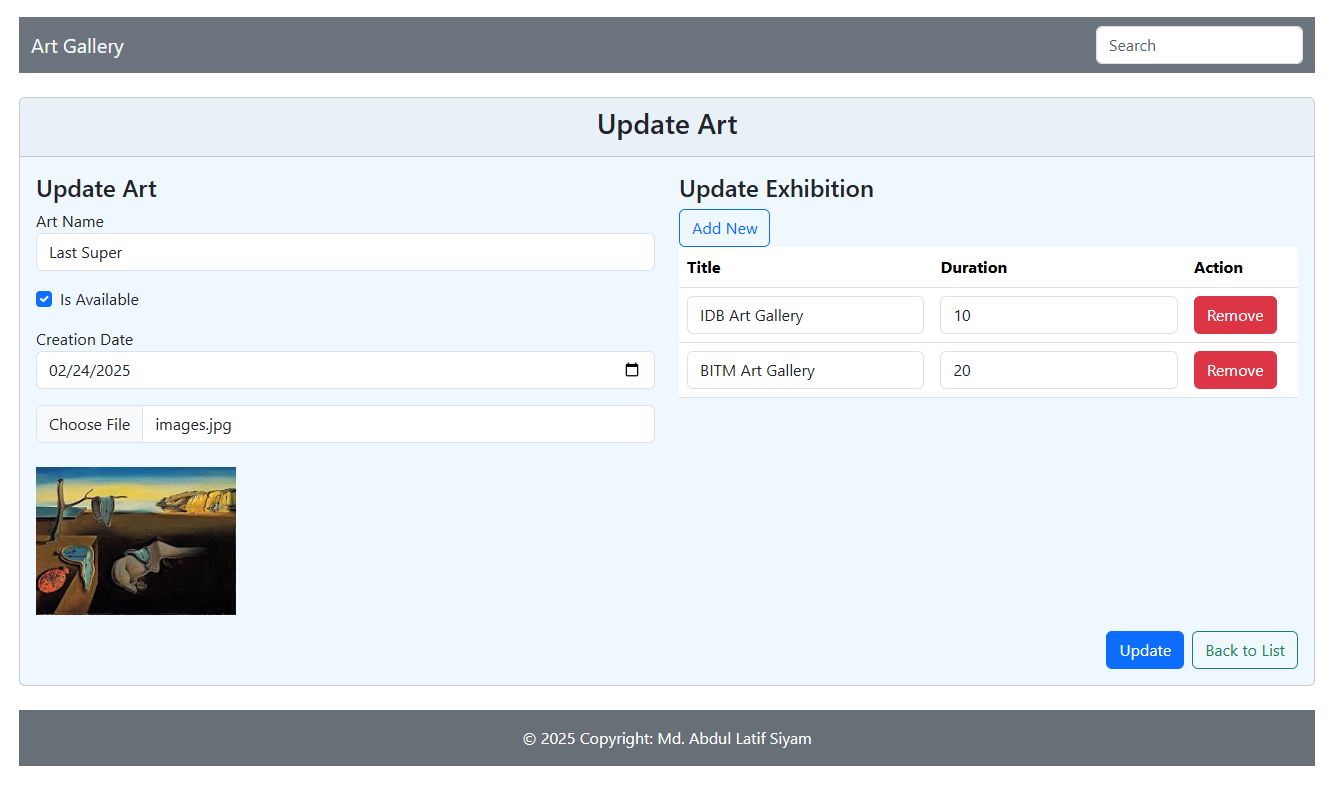 Art Gallery
Search
Update Art
Update Art
Art Name
Last Super
Is Available
Creation Date
02/24/2025
Choose File images.jpg
Update Exhibition
Add New
Title Duration Action
IDB Art Gallery 10 Remove
BITM Art Gallery 20 Remove
Update Back to List
© 2025 Copyright: Md. Abdul Latif Siyam